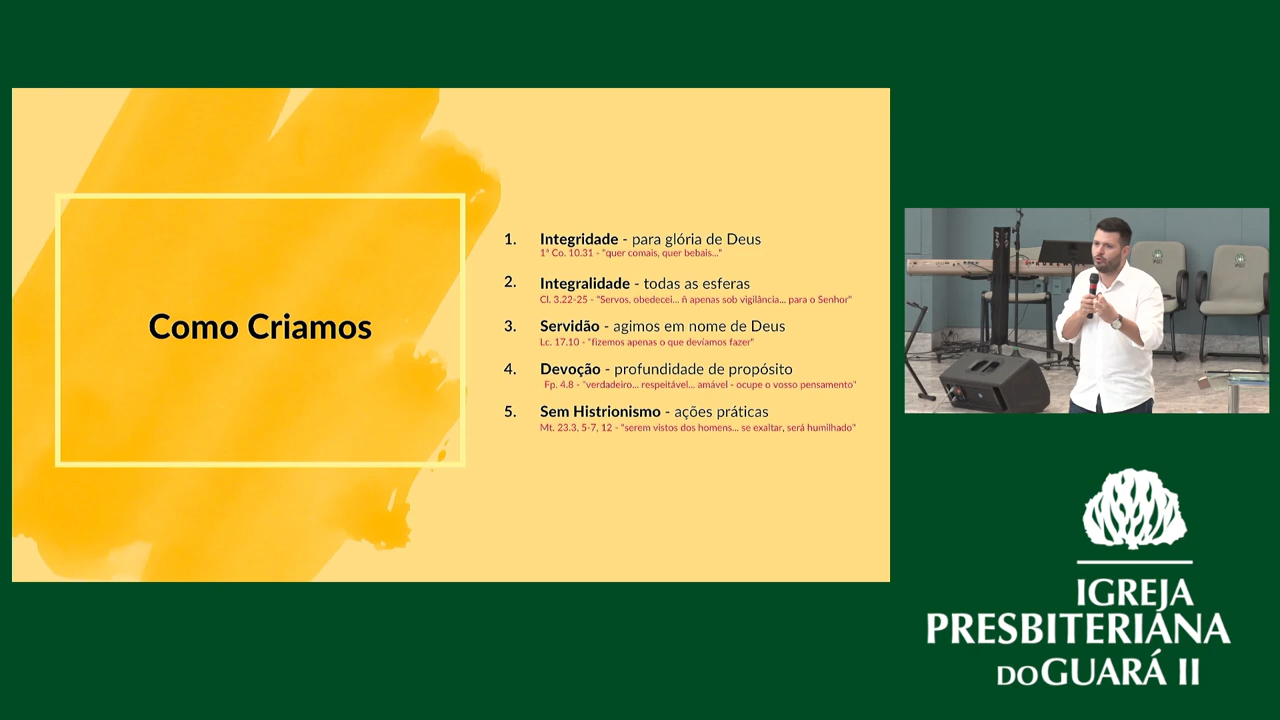 Como Criamos
1. Integridade - para glória de Deus
1ª Co. 10.31 - "quer comais, quer bebais..."
2. Integralidade - todas as esferas
Cl. 3.22-25 - "Servos, obedecei... ñ apenas sob vigilância... para o Senhor"
3. Servidão - agimos em nome de Deus
Lc. 17.10 - "fizemos apenas o que devíamos fazer"
4. Devoção - profundidade de propósito
Fp. 4.8 - "verdadeiro... respeitável... amável - ocupe o vosso pensamento"
5. Sem Histrionismo - ações práticas
Mt. 23.3, 5-7, 12 - "serem vistos dos homens... se exaltar, será humilhado"
IGREJA
PRESBITERIANA
DO GUARÁ II